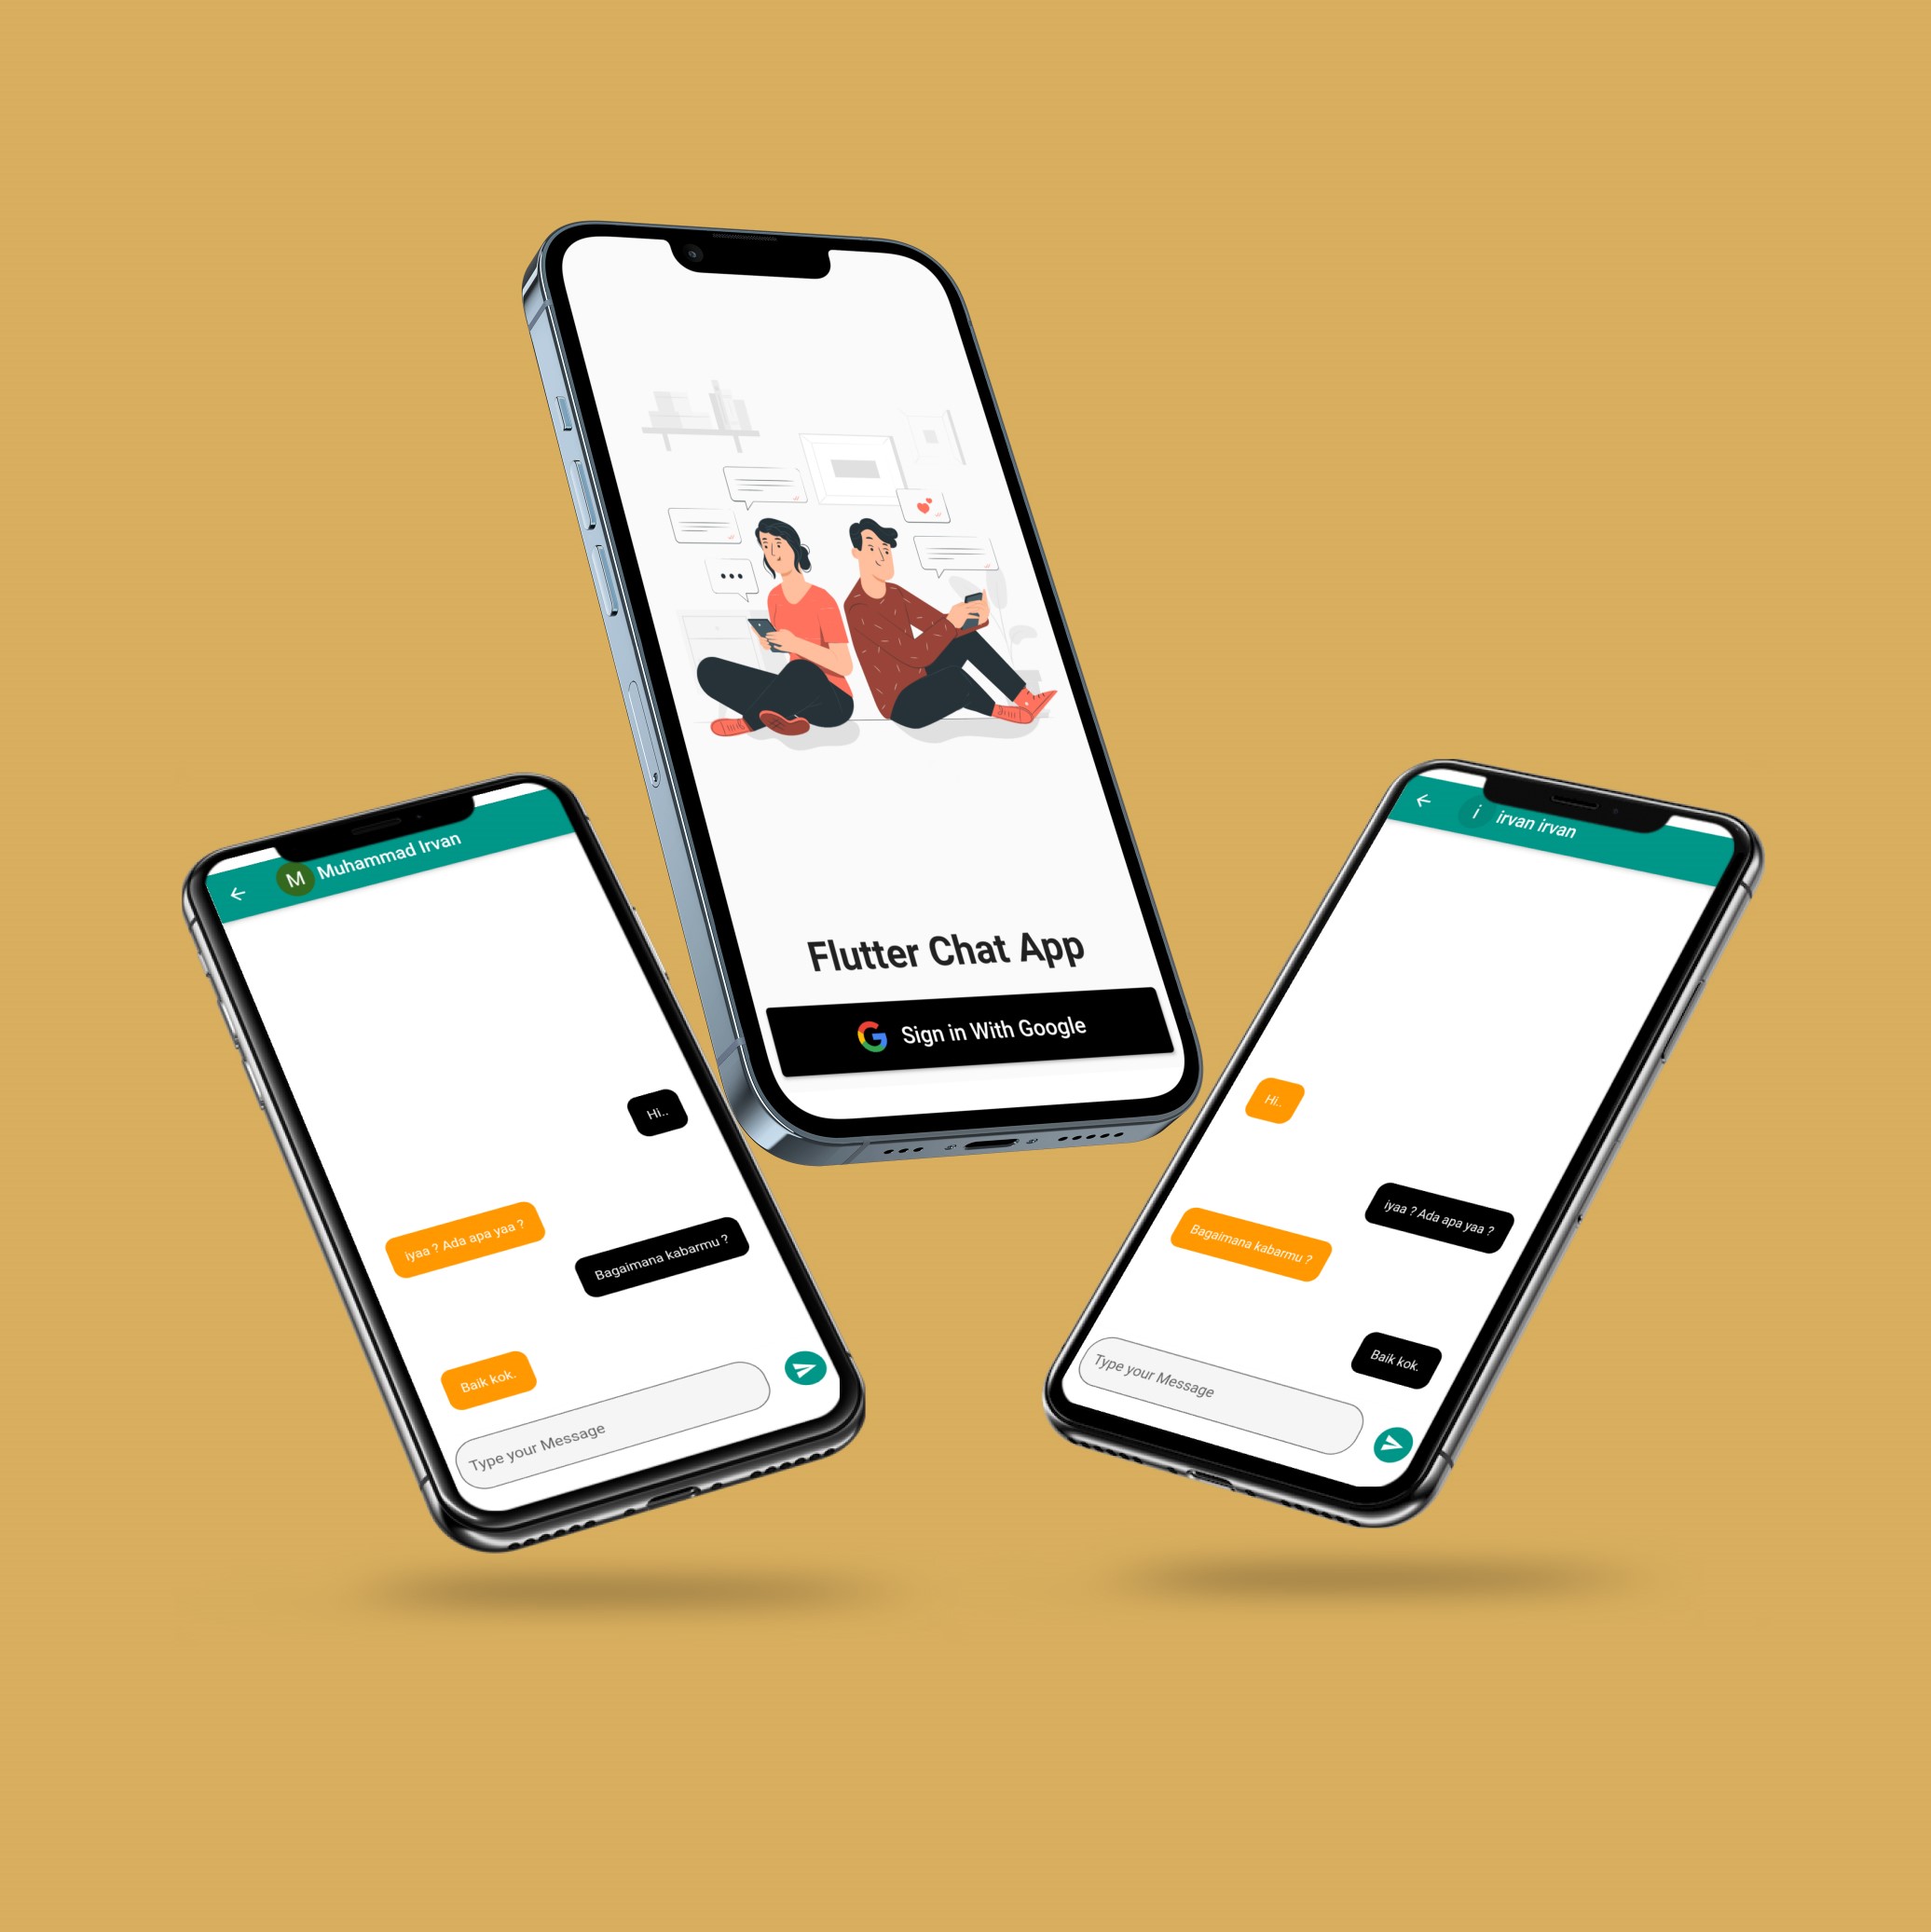 Flutter Chat App
Sign in With Google
M Muhammad Irvan
Hi..
iyaa ? Ada apa yaa ?
Bagaimana kabarmu ?
Baik kok.
Type your Message
i irvan irvan
Hi..
iyaa ? Ada apa yaa ?
Bagaimana kabarmu ?
Baik kok.
Type your Message